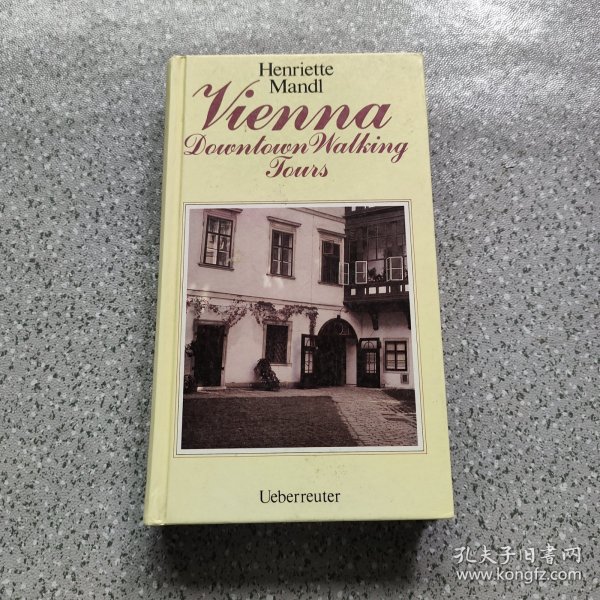 Henriette
Mandl
Vienna
Downtown Walking
Tours
Ueberreuter
孔夫子旧书网
www.kongfz.com